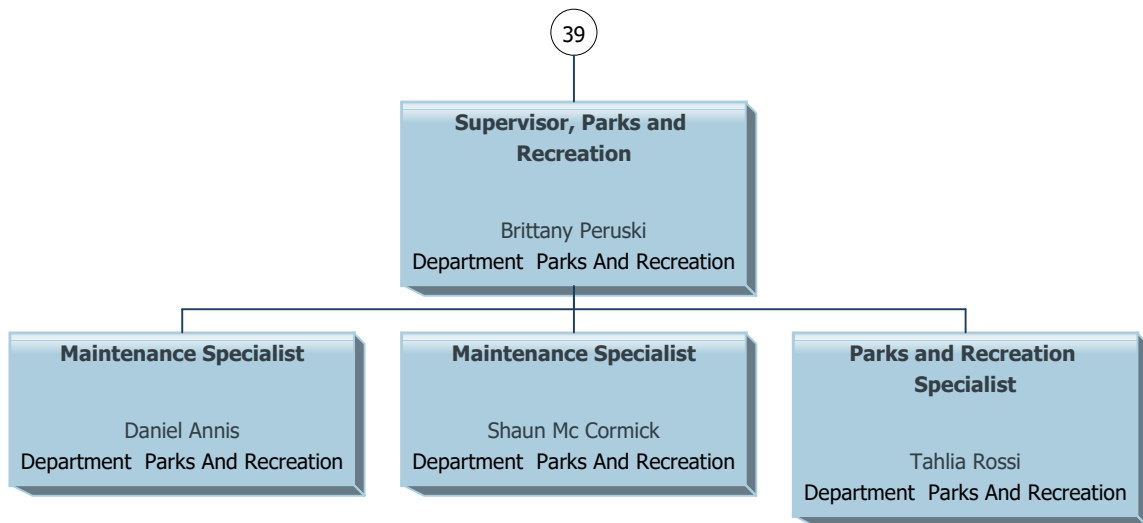 39
Supervisor, Parks and
Recreation
Brittany Peruski
Department  Parks And Recreation
Maintenance Specialist
Daniel Annis
Department  Parks And Recreation
Maintenance Specialist
Shaun Mc Cormick
Department  Parks And Recreation
Parks and Recreation
Specialist
Tahlia Rossi
Department  Parks And Recreation